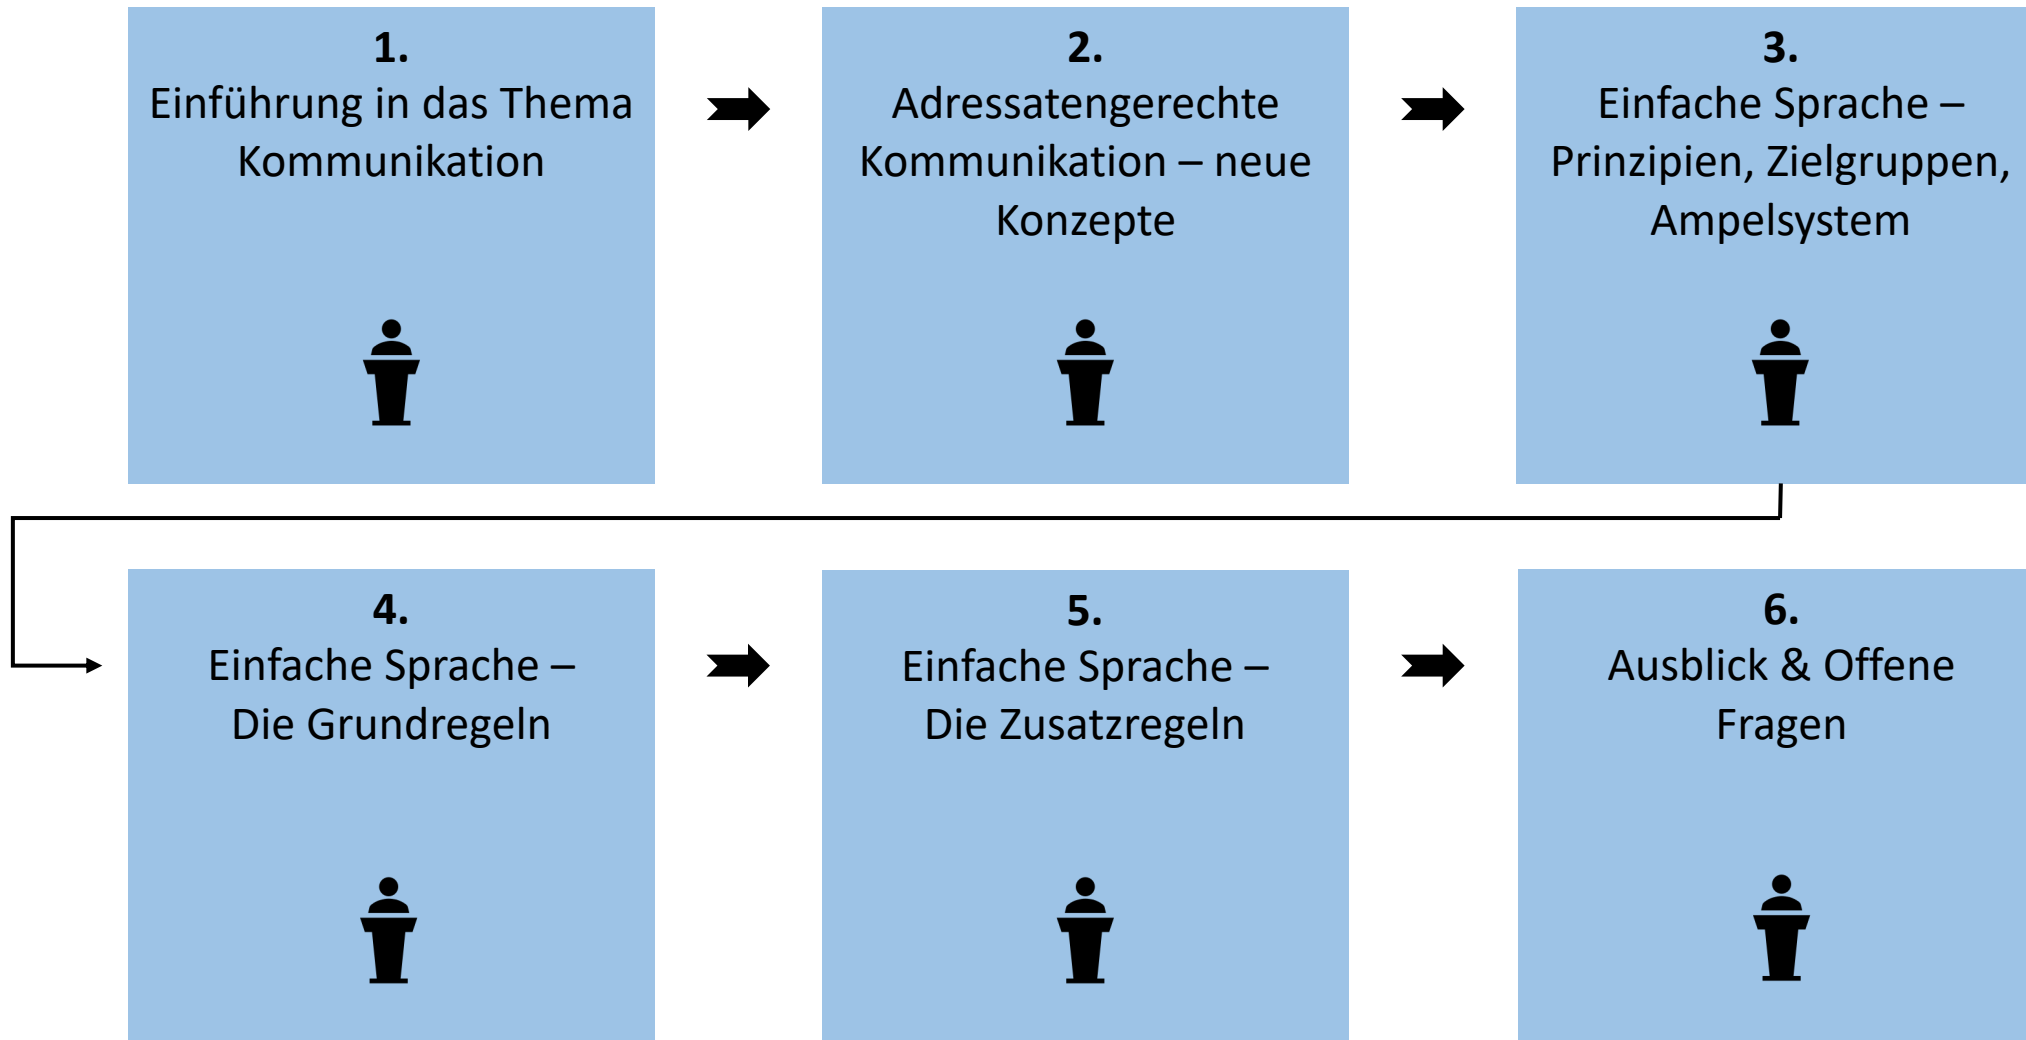 1.
Einführung in das Thema
Kommunikation
2.
Adressatengerechte
Kommunikation – neue
Konzepte
3.
Einfache Sprache –
Prinzipien, Zielgruppen,
Ampelsystem
4.
Einfache Sprache –
Die Grundregeln
5.
Einfache Sprache –
Die Zusatzregeln
6.
Ausblick & Offene
Fragen